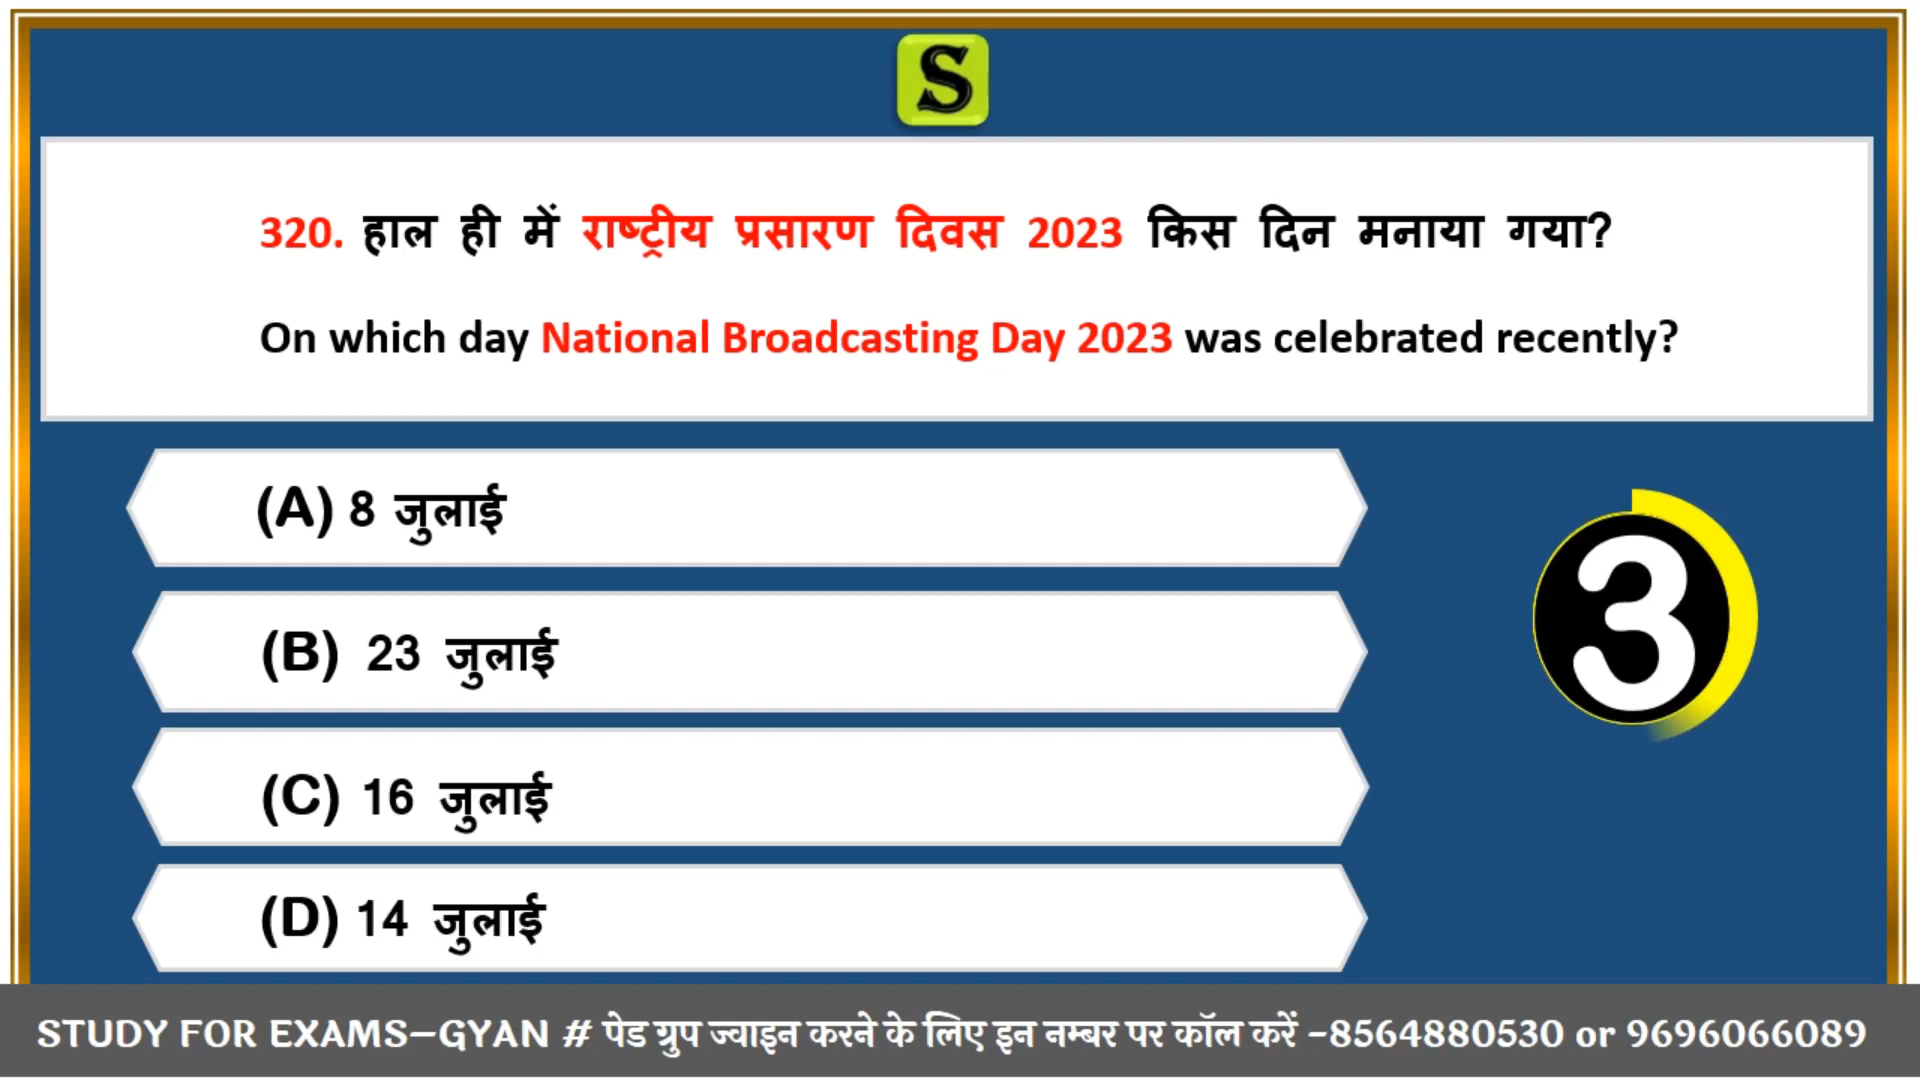 S
320. हाल ही में राष्ट्रीय प्रसारण दिवस 2023 किस दिन मनाया गया?
On which day National Broadcasting Day 2023 was celebrated recently?
(A) 8 जुलाई
(B) 23 जुलाई
3
(C) 16 जुलाई
(D) 14 जुलाई
STUDY FOR EXAMS–GYAN # पेड ग्रुप ज्वाइन करने के लिए इन नम्बर पर कॉल करें –8564880530 or 9696066089